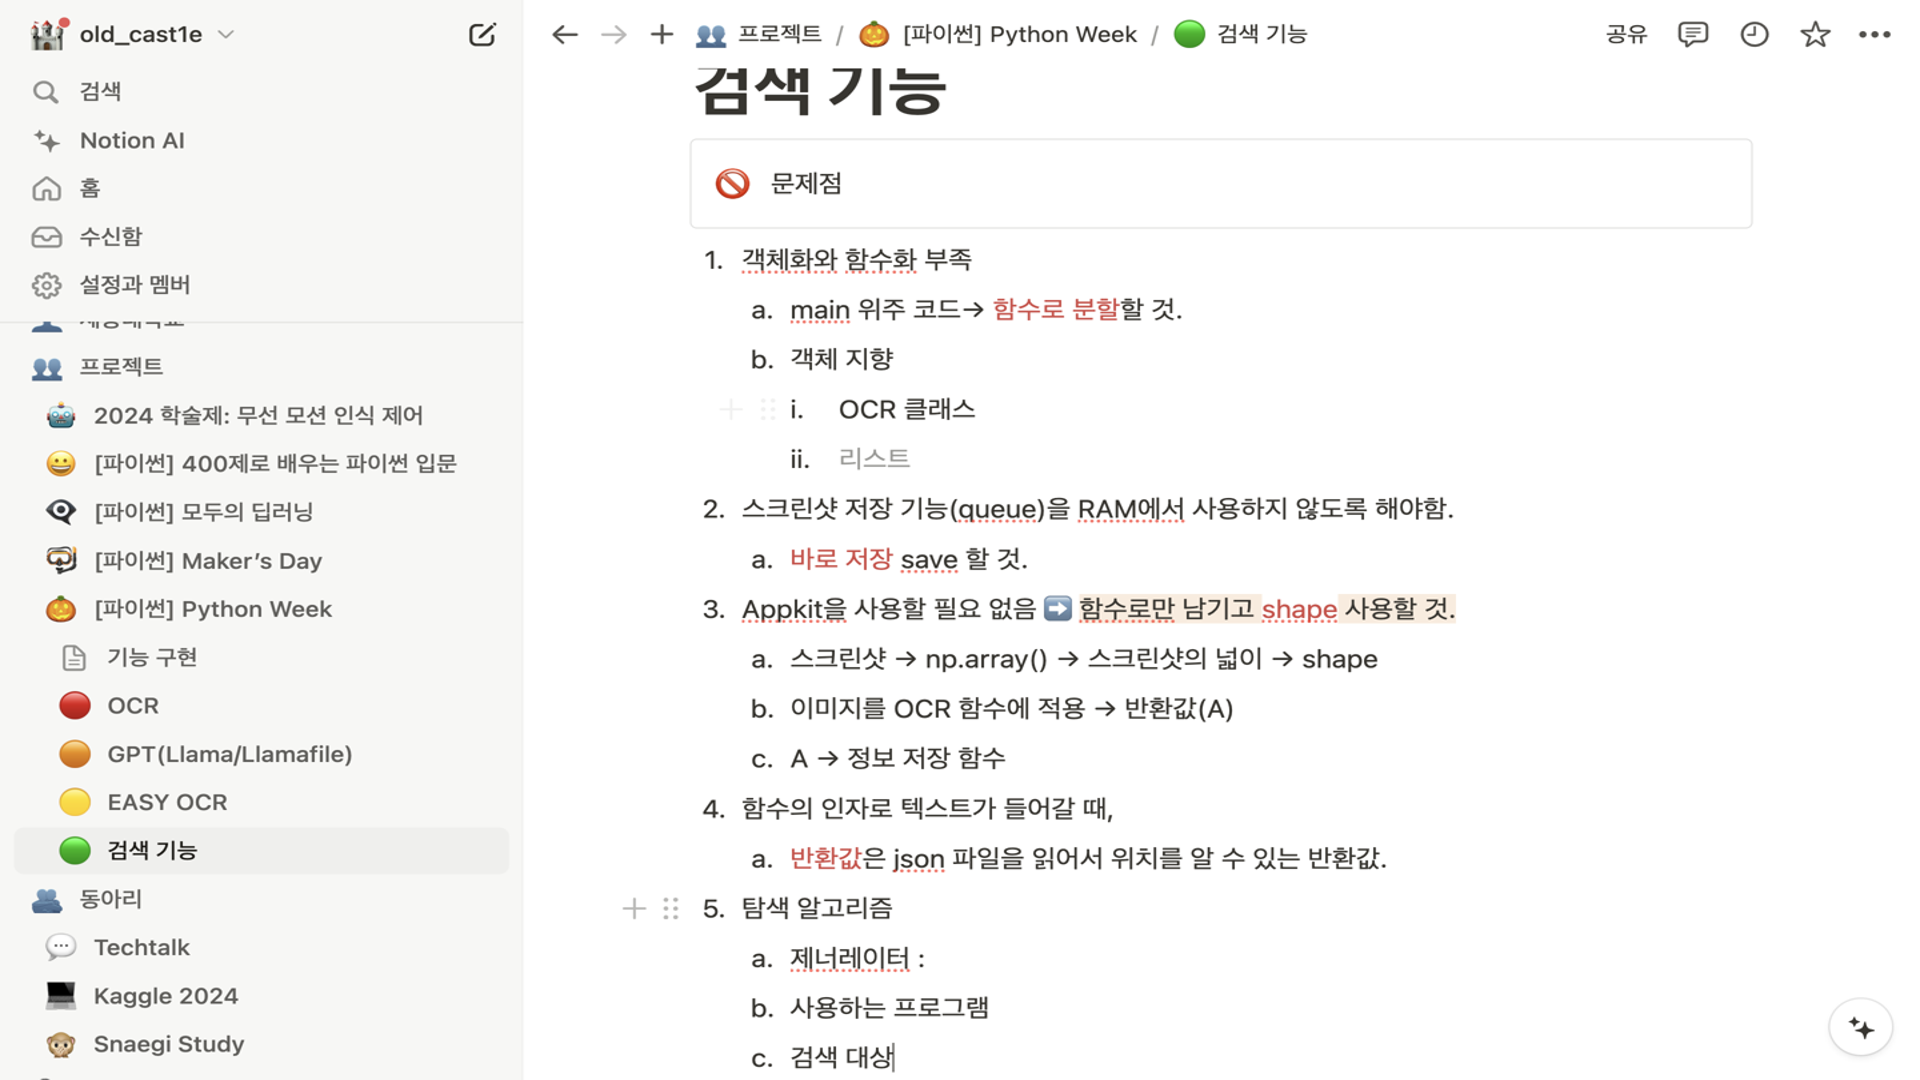 old_cast1e
검색
Notion AI
홈
수신함
설정과 멤버
프로젝트
2024 학술제: 무선 모션 인식 제어
[파이썬] 400제로 배우는 파이썬 입문
[파이썬] 모두의 딥러닝
[파이썬] Maker’s Day
[파이썬] Python Week
기능 구현
OCR
GPT(Llama/Llamafile)
EASY OCR
검색 기능
동아리
Techtalk
Kaggle 2024
Snaegi Study
프로젝트 / [파이썬] Python Week / 검색 기능
공유
검색 기능
문제점
1. 객체화와 함수화 부족
a. main 위주 코드→ 함수로 분할할 것.
b. 객체 지향
i. OCR 클래스
ii. 리스트
2. 스크린샷 저장 기능(queue)을 RAM에서 사용하지 않도록 해야함.
a. 바로 저장 save 할 것.
3. Appkit을 사용할 필요 없음 ➡️ 함수로만 남기고 shape 사용할 것.
a. 스크린샷 → np.array() → 스크린샷의 넓이 → shape
b. 이미지를 OCR 함수에 적용 → 반환값(A)
c. A → 정보 저장 함수
4. 함수의 인자로 텍스트가 들어갈 때,
a. 반환값은 json 파일을 읽어서 위치를 알 수 있는 반환값.
5. 탐색 알고리즘
a. 제너레이터 :
b. 사용하는 프로그램
c. 검색 대상